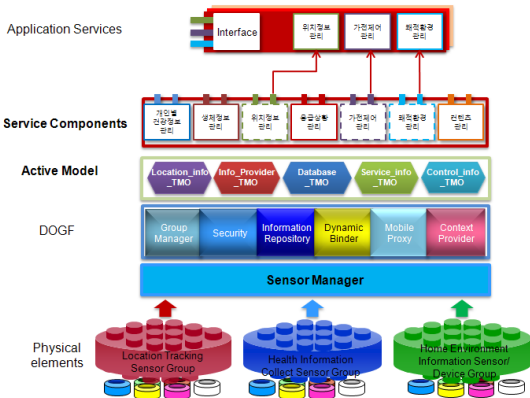 Application Services
Interface
위치정보
관리
가전제어
관리
쾌적환경
관리
Service Components
개인별
건강정보
관리
생체정보
관리
위치정보
관리
응급상황
관리
가전제어
관리
쾌적환경
관리
컨텐츠
관리
Active Model
Location_info
_TMO
Info_Provider
_TMO
Database
_TMO
Service_info
_TMO
Control_info
_TMO
DOGF
Group
Manager
Security
Information
Repository
Dynamic
Binder
Mobile
Proxy
Context
Provider
Sensor Manager
Physical
elements
Location Tracking
Sensor Group
Health Information
Collect Sensor Group
Home Environment
Information Sensor/
Device Group